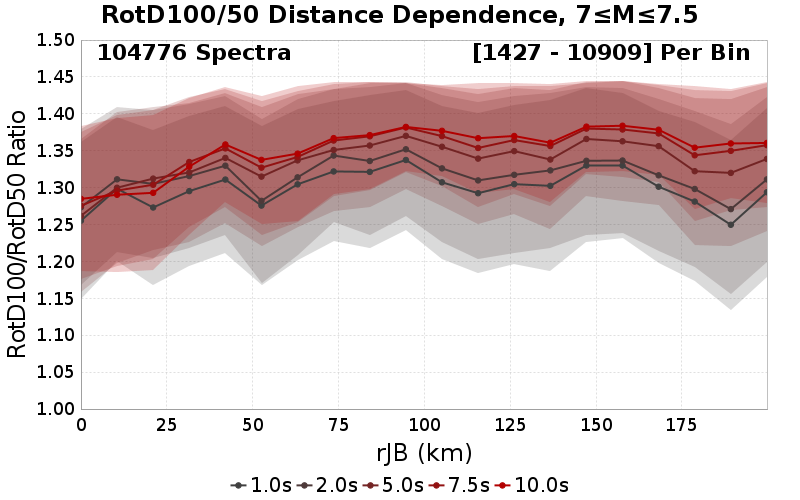 RotD100/50 Distance Dependence, 7≤M≤7.5
104776 Spectra
[1427 - 10909] Per Bin
RotD100/RotD50 Ratio
1.50
1.45
1.40
1.35
1.30
1.25
1.20
1.15
1.10
1.05
1.00
0 25 50 75 100 125 150 175
rJB (km)
1.0s 2.0s 5.0s 7.5s 10.0s